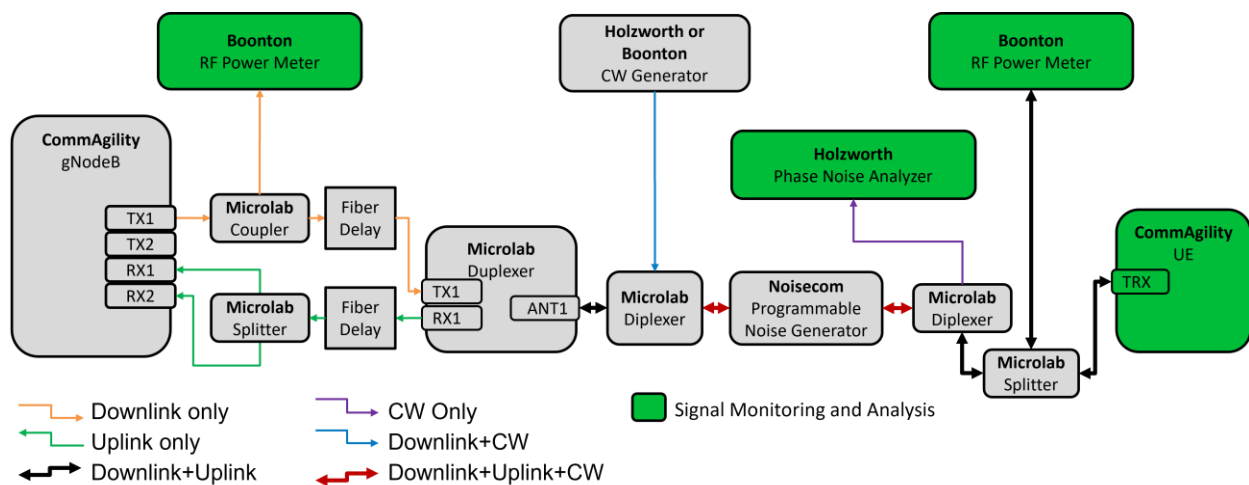 Boonton
RF Power Meter
Holzworth or
Boonton
CW Generator
Boonton
RF Power Meter
CommAgility
gNodeB
TX1
TX2
RX1
RX2
Microlab
Coupler
Fiber
Delay
Microlab
Splitter
Fiber
Delay
Microlab
Duplexer
TX1
RX1
ANT1
Microlab
Diplexer
Noisecom
Programmable
Noise Generator
Holzworth
Phase Noise Analyzer
Microlab
Diplexer
Microlab
Splitter
CommAgility
UE
TRX
Downlink only
Uplink only
Downlink+Uplink
CW Only
Downlink+CW
Downlink+Uplink+CW
Signal Monitoring and Analysis